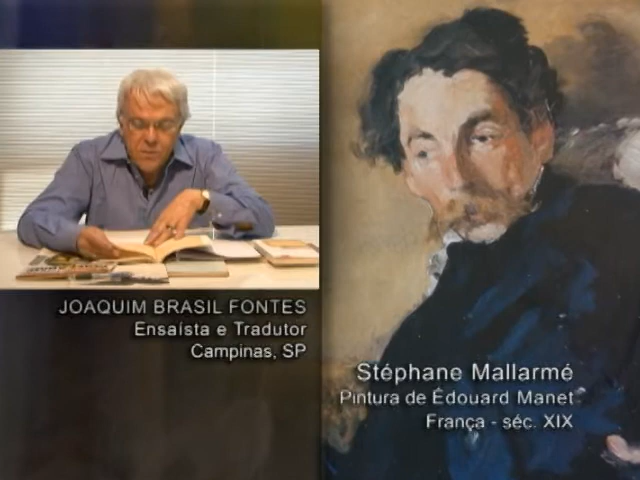 JOAQUIM BRASIL FONTES
Ensaísta e Tradutor
Campinas, SP
Stéphane Mallarmé
Pintura de Édouard Manet
França - séc. XIX